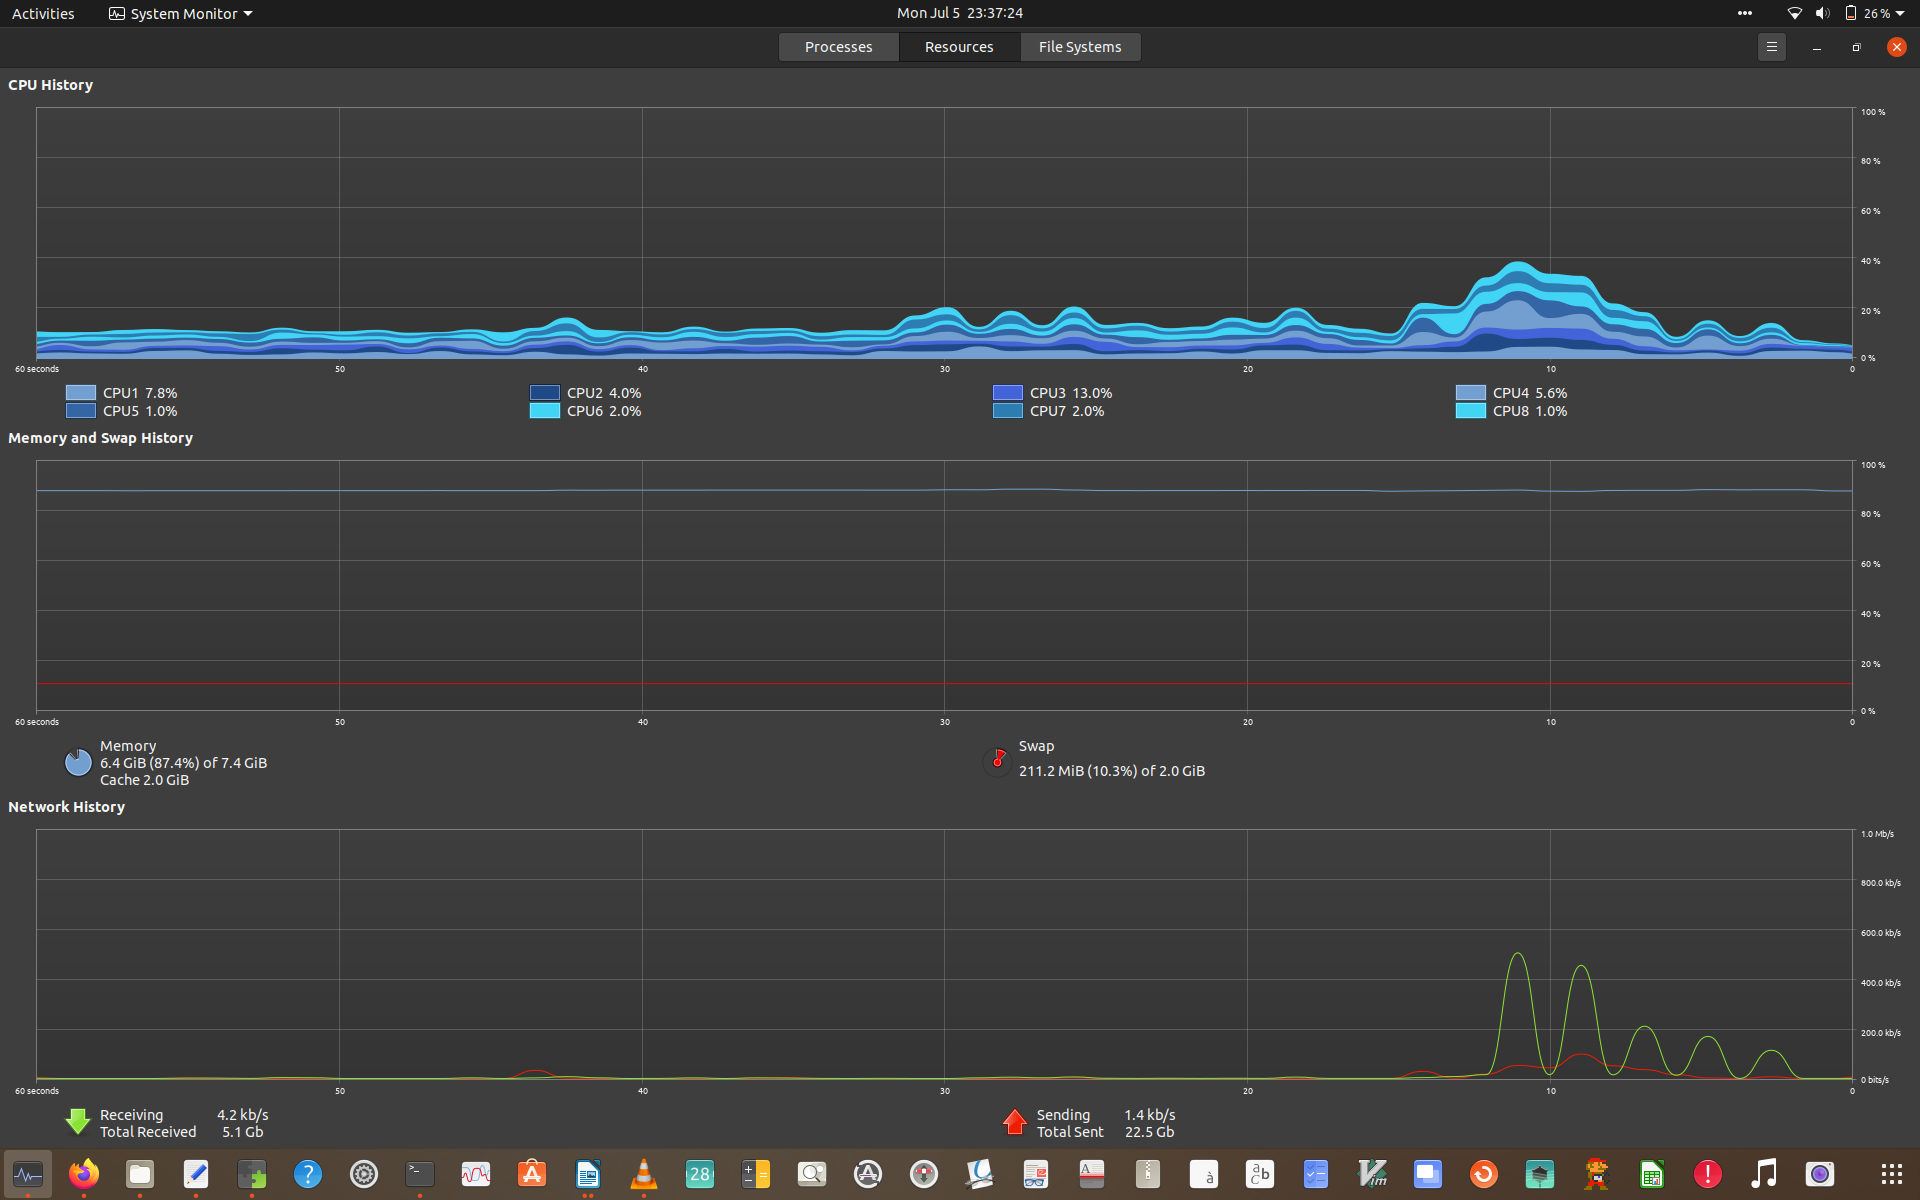 Activities System Monitor Mon Jul 5 23:37:24 26 %
Processes Resources File Systems
CPU History
100 %
80 %
60 %
40 %
20 %
0 %
60 seconds 50 40 30 20 10 0
CPU1 7.8% CPU2 4.0% CPU3 13.0% CPU4 5.6%
CPU5 1.0% CPU6 2.0% CPU7 2.0% CPU8 1.0%
Memory and Swap History
100 %
80 %
60 %
40 %
20 %
0 %
60 seconds 50 40 30 20 10 0
Memory Swap
6.4 GiB (87.4%) of 7.4 GiB 211.2 MiB (10.3%) of 2.0 GiB
Cache 2.0 GiB
Network History
1.0 Mb/s
800.0 kb/s
600.0 kb/s
400.0 kb/s
200.0 kb/s
0 bits/s
60 seconds 50 40 30 20 10 0
Receiving 4.2 kb/s Sending 1.4 kb/s
Total Received 5.1 Gb Total Sent 22.5 Gb
28